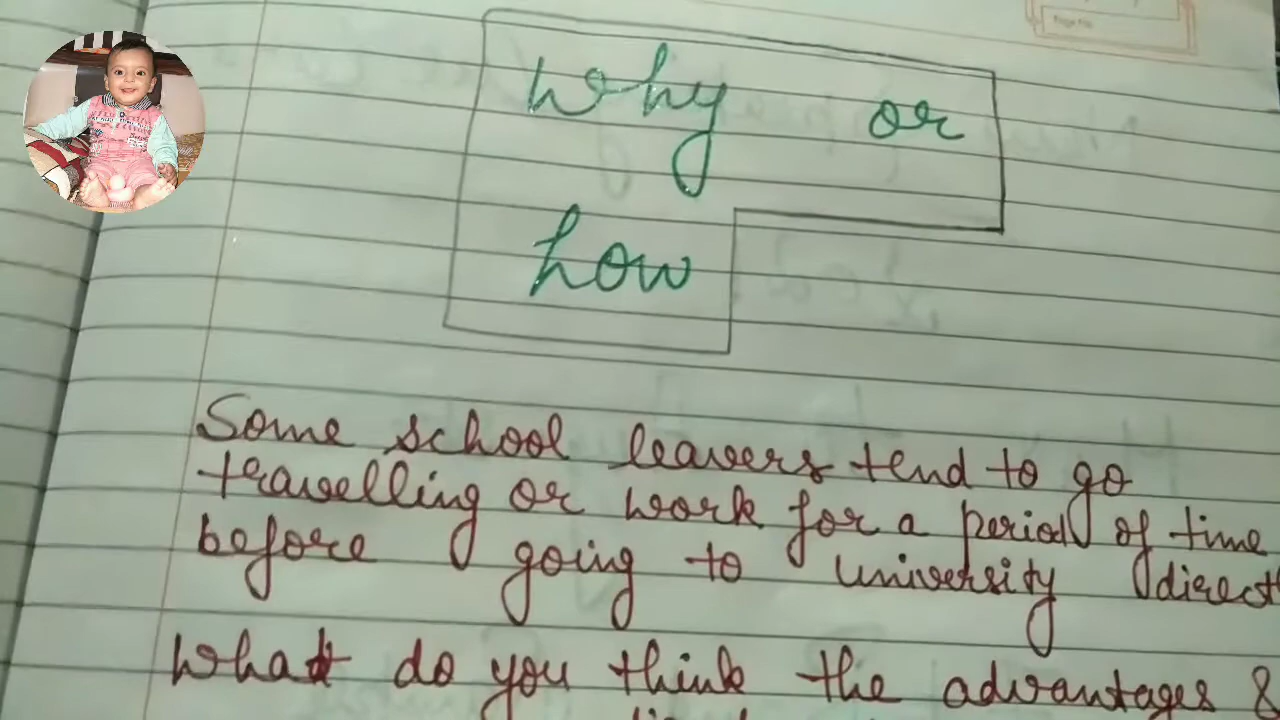 why or
how
Some school leavers tend to go
travelling or work for a period of time
before going to university direct
What do you think the advantages &